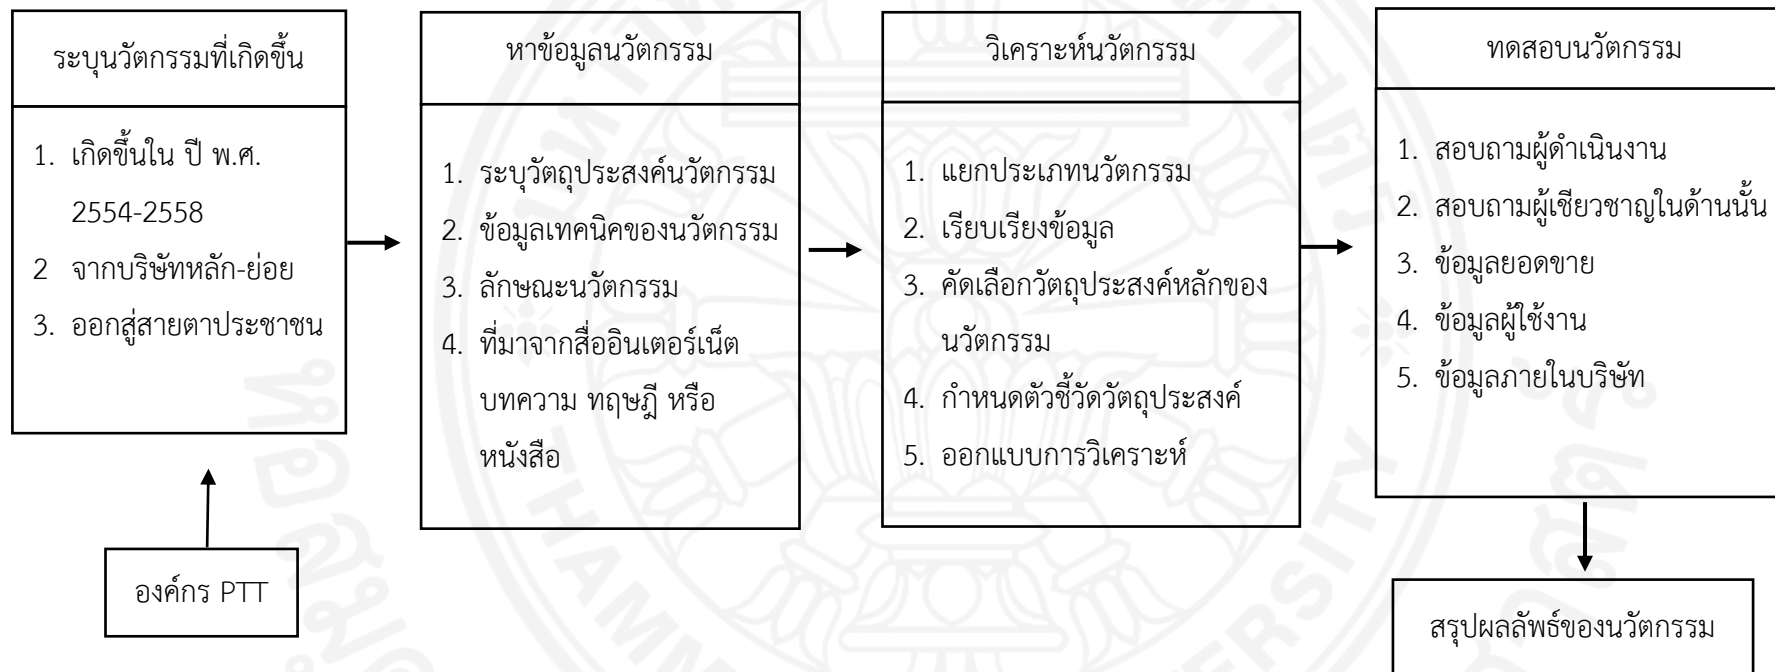 ระบุนวัตกรรมที่เกิดขึ้น
1. เกิดขึ้นใน ปี พ.ศ.
2554-2558
2 จากบริษัทหลัก-ย่อย
3. ออกสู่สายตาประชาชน
องค์กร PTT
หาข้อมูลนวัตกรรม
1. ระบุวัตถุประสงค์นวัตกรรม
2. ข้อมูลเทคนิคของนวัตกรรม
3. ลักษณะนวัตกรรม
4. ที่มาจากสื่ออินเตอร์เน็ต
บทความ ทฤษฎี หรือ
หนังสือ
วิเคราะห์นวัตกรรม
1. แยกประเภทนวัตกรรม
2. เรียบเรียงข้อมูล
3. คัดเลือกวัตถุประสงค์หลักของ
นวัตกรรม
4. กำหนดตัวชี้วัดวัตถุประสงค์
5. ออกแบบการวิเคราะห์
ทดสอบนวัตกรรม
1. สอบถามผู้ดำเนินงาน
2. สอบถามผู้เชียวชาญในด้านนั้น
3. ข้อมูลยอดขาย
4. ข้อมูลผู้ใช้งาน
5. ข้อมูลภายในบริษัท
สรุปผลลัพธ์ของนวัตกรรม